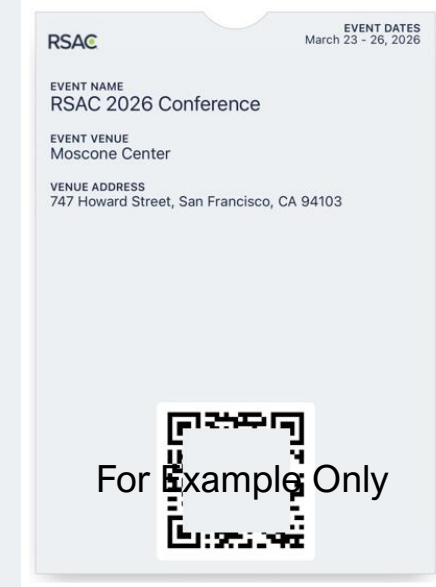 RSAC
EVENT DATES
March 23 - 26, 2026
EVENT NAME
RSAC 2026 Conference
EVENT VENUE
Moscone Center
VENUE ADDRESS
747 Howard Street, San Francisco, CA 94103
For Example Only